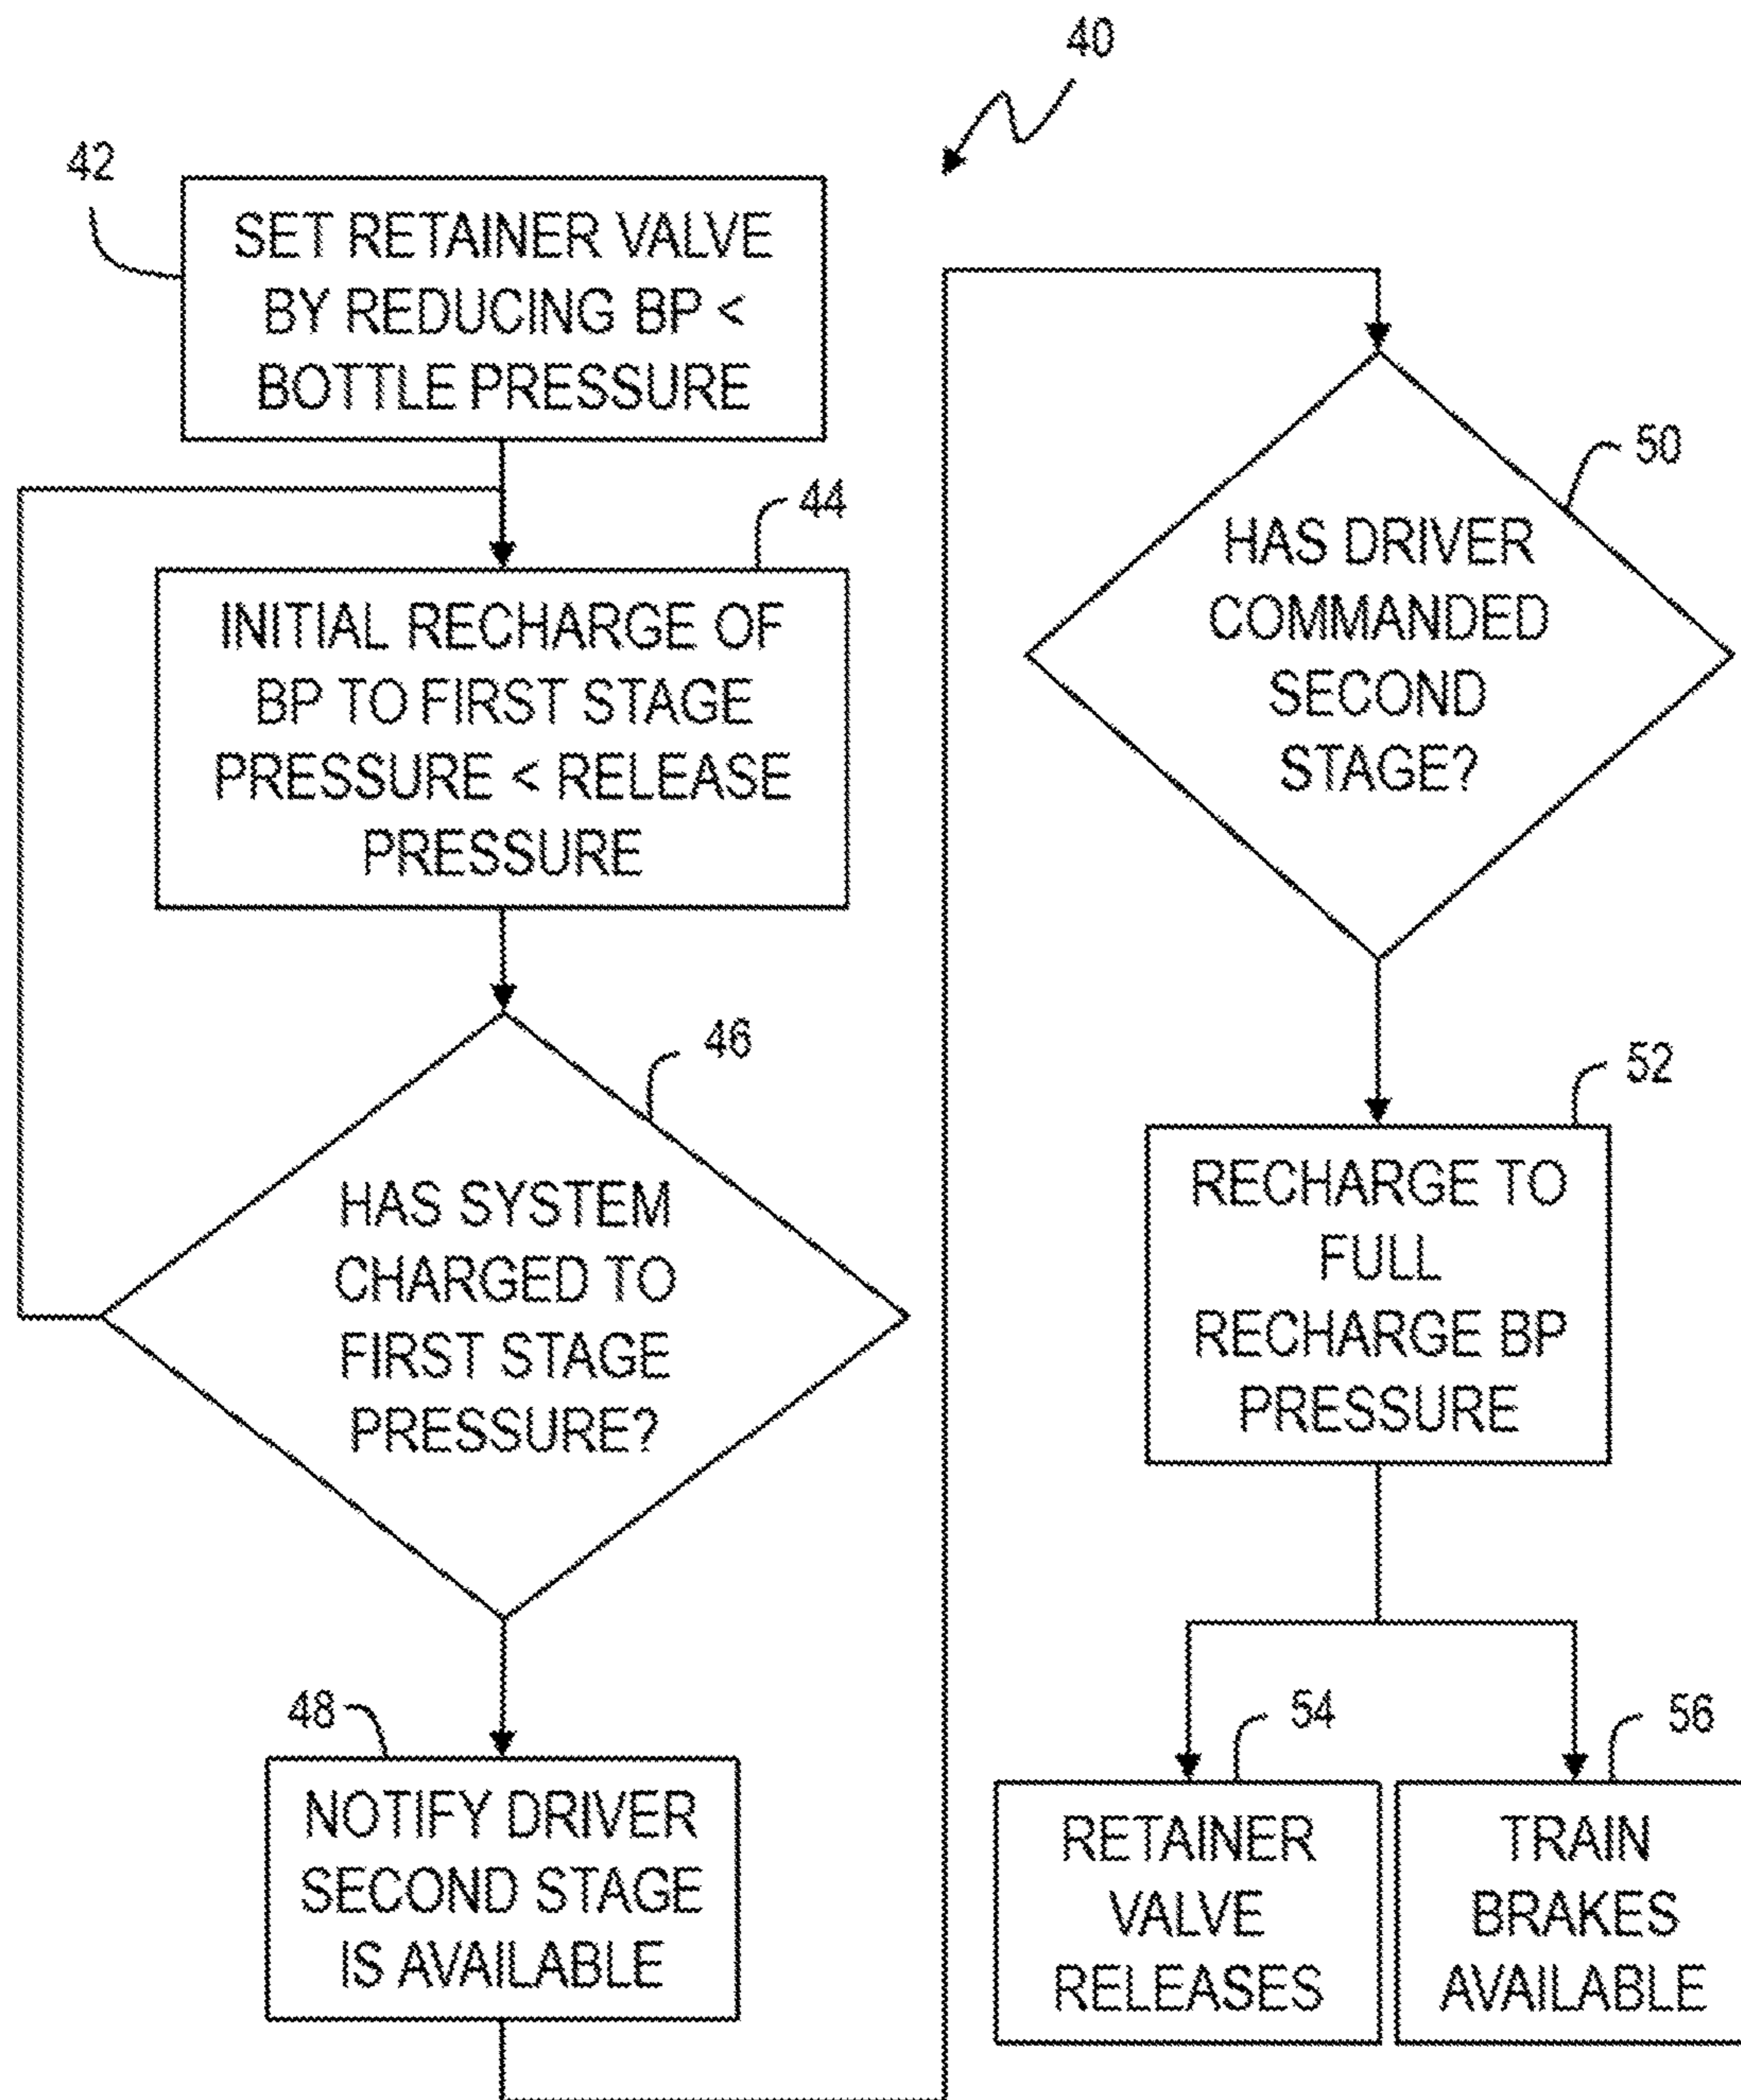 40
42
SET RETAINER VALVE
BY REDUCING BP <
BOTTLE PRESSURE
44
INITIAL RECHARGE OF
BP TO FIRST STAGE
PRESSURE < RELEASE
PRESSURE
46
HAS SYSTEM
CHARGED TO
FIRST STAGE
PRESSURE?
48
NOTIFY DRIVER
SECOND STAGE
IS AVAILABLE
50
HAS DRIVER
COMMANDED
SECOND
STAGE?
52
RECHARGE TO
FULL
RECHARGE BP
PRESSURE
54
RETAINER
VALVE
RELEASES
56
TRAIN
BRAKES
AVAILABLE